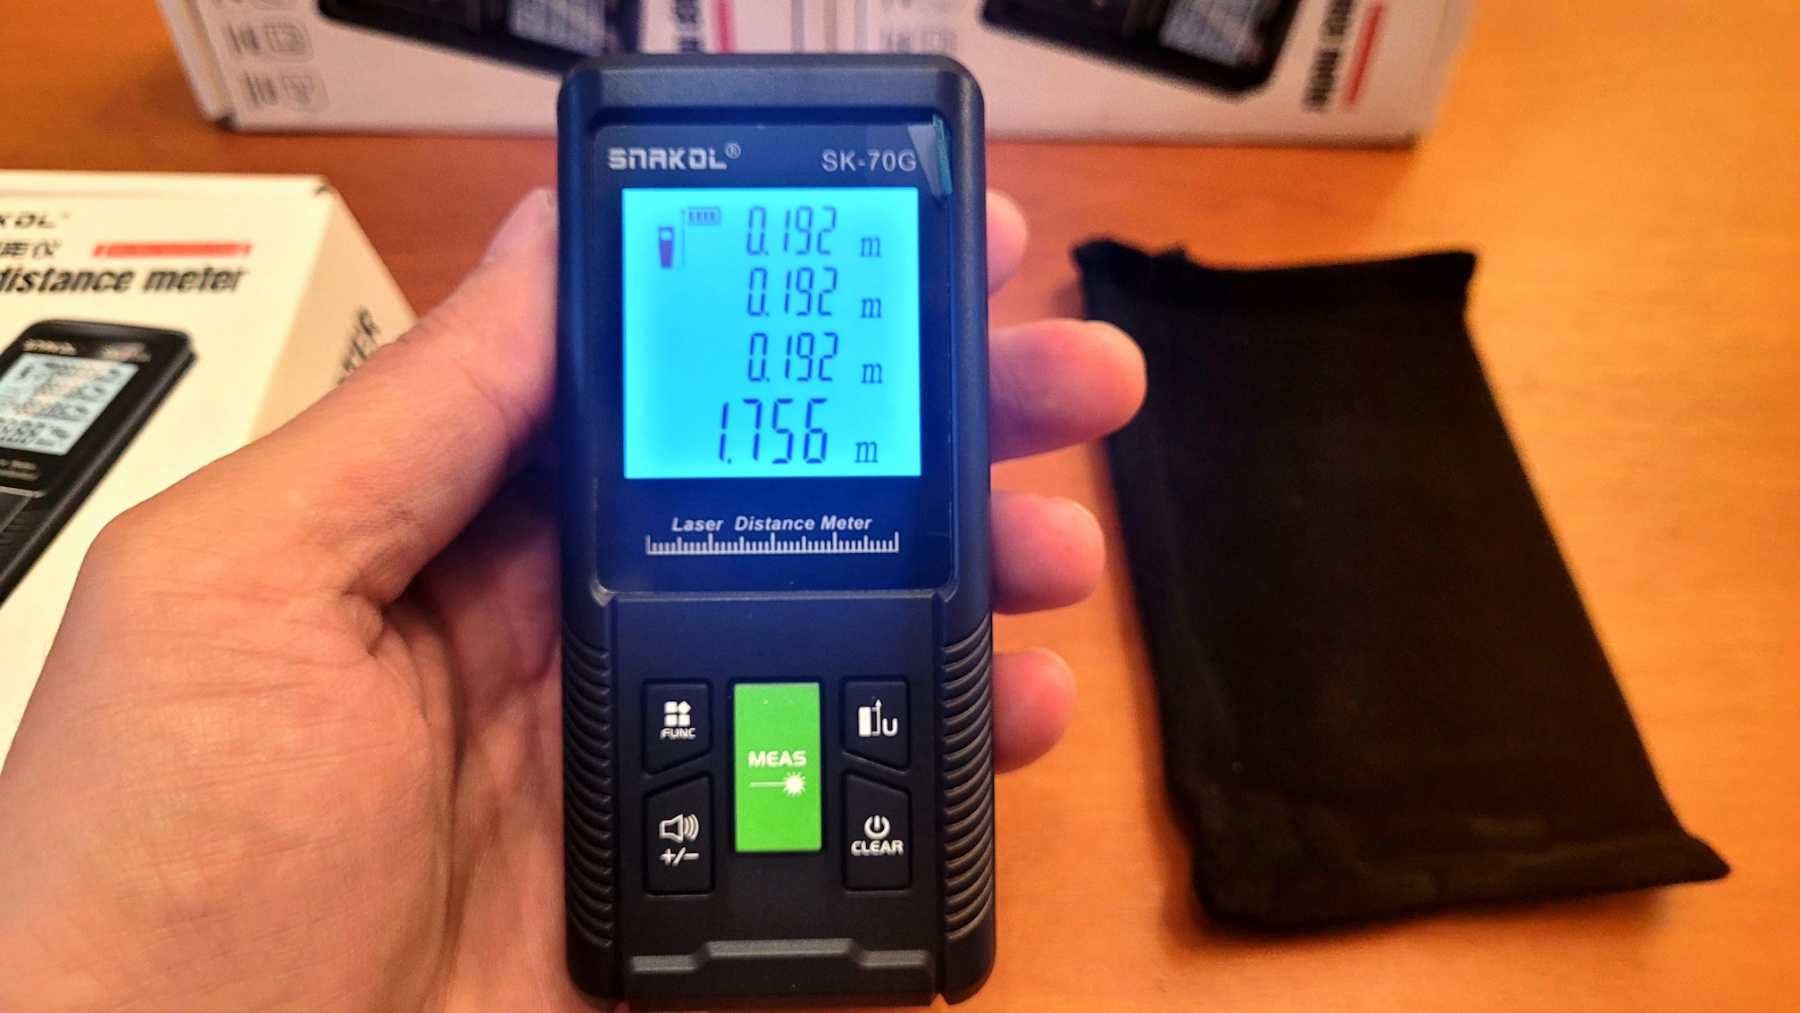 distance meter
SNAKOL® SK-70G
0.192 m
0.192 m
0.192 m
1.756 m
Laser Distance Meter
FUNC
MEAS
U
+/−
CLEAR